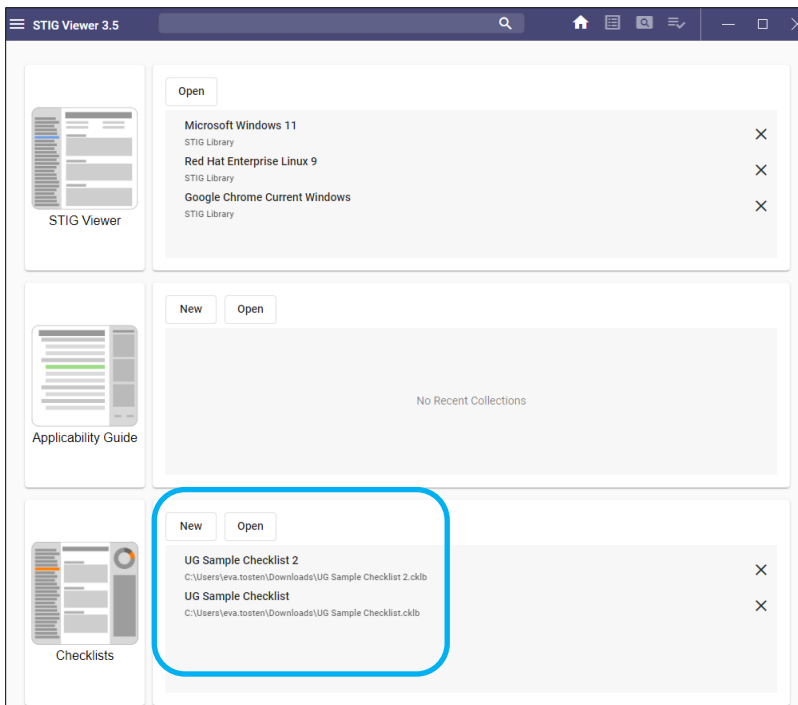 STIG Viewer 3.5
Open
Microsoft Windows 11
STIG Library
Red Hat Enterprise Linux 9
STIG Library
Google Chrome Current Windows
STIG Library
STIG Viewer
New Open
No Recent Collections
Applicability Guide
New Open
UG Sample Checklist 2
C:\Users\eva.tosten\Downloads\UG Sample Checklist 2.cklb
UG Sample Checklist
C:\Users\eva.tosten\Downloads\UG Sample Checklist.cklb
Checklists